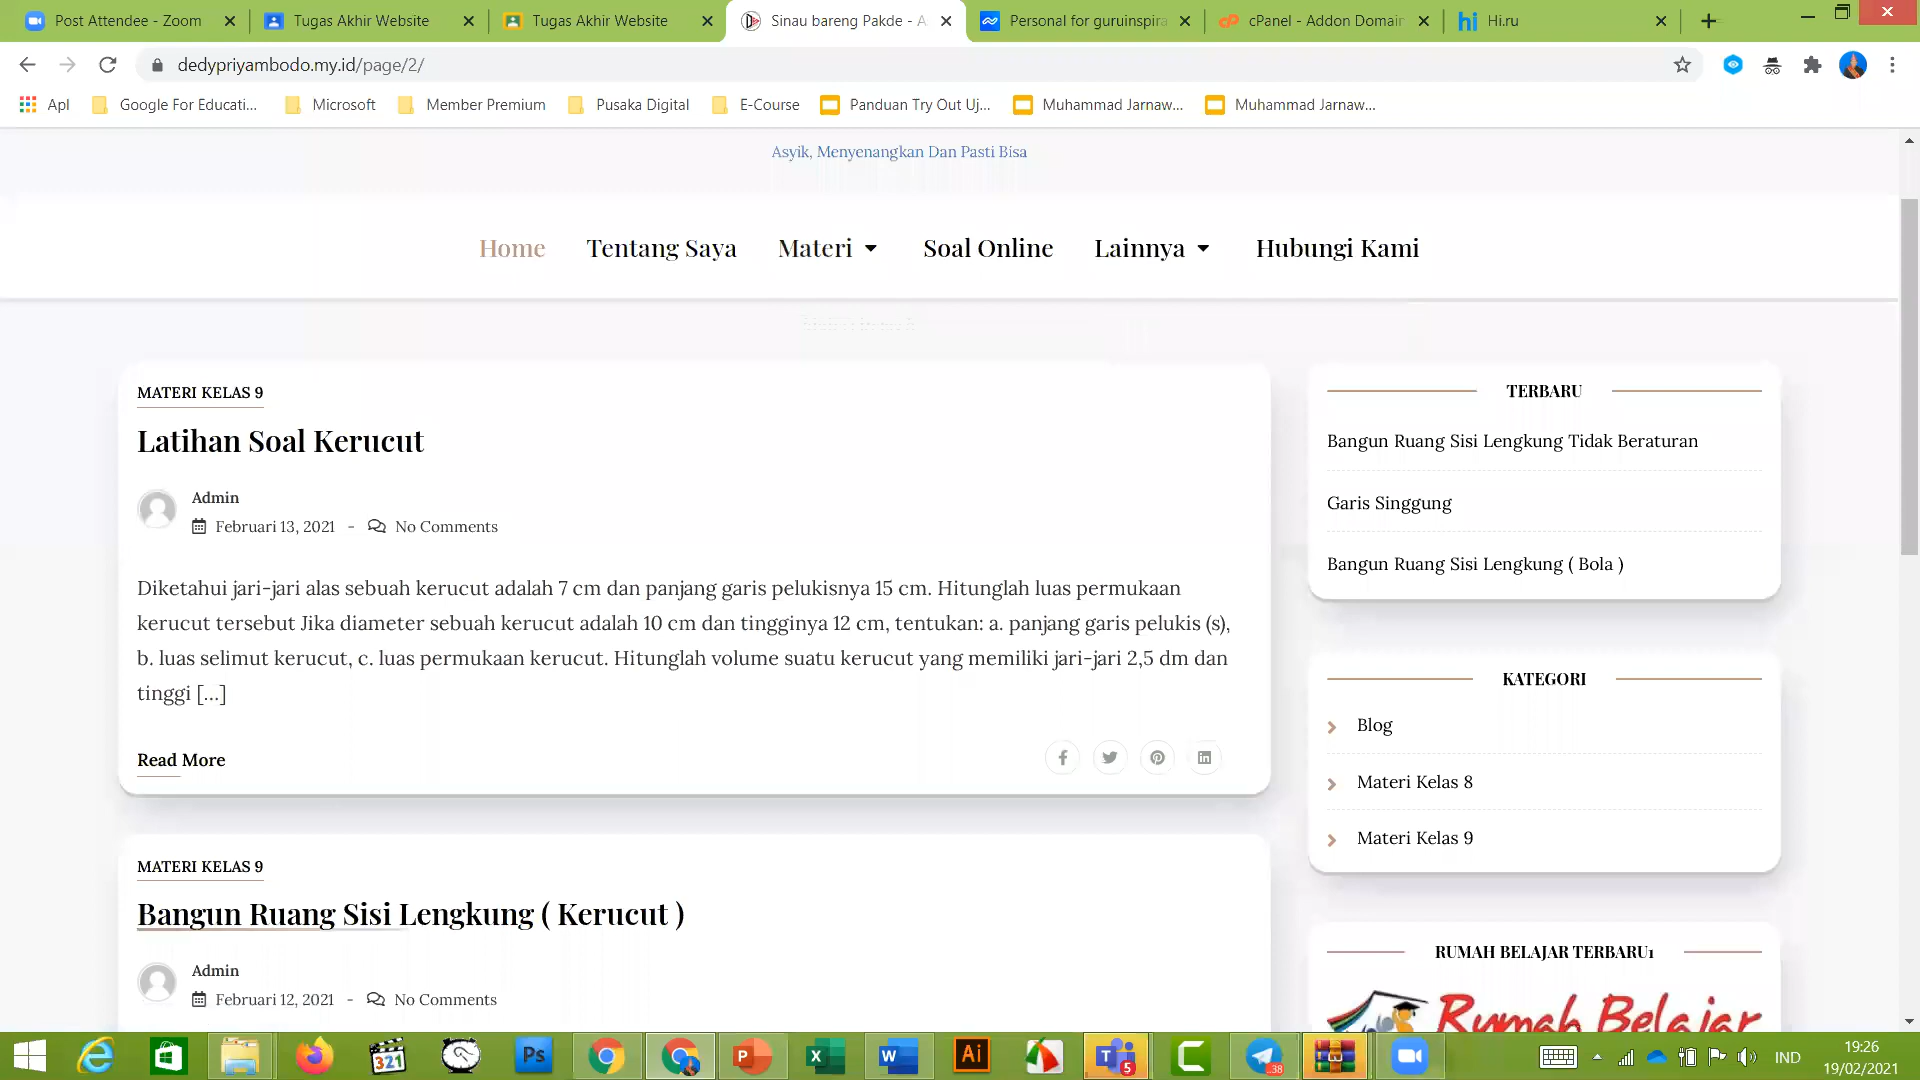 Post Attendee - Zoom
Tugas Akhir Website
Tugas Akhir Website
Sinau bareng Pakde - A
Personal for guruinspira
cPanel - Addon Domain
Hi.ru
dedypriyambodo.my.id/page/2/
Apl
Google For Educati...
Microsoft
Member Premium
Pusaka Digital
E-Course
Panduan Try Out Uj...
Muhammad Jarnaw...
Muhammad Jarnaw...
Asyik, Menyenangkan Dan Pasti Bisa
Home Tentang Saya Materi Soal Online Lainnya Hubungi Kami
MATERI KELAS 9
Latihan Soal Kerucut
Admin
Februari 13, 2021 - No Comments
Diketahui jari-jari alas sebuah kerucut adalah 7 cm dan panjang garis pelukisnya 15 cm. Hitunglah luas permukaan
kerucut tersebut Jika diameter sebuah kerucut adalah 10 cm dan tingginya 12 cm, tentukan: a. panjang garis pelukis (s),
b. luas selimut kerucut, c. luas permukaan kerucut. Hitunglah volume suatu kerucut yang memiliki jari-jari 2,5 dm dan
tinggi [...]
Read More
MATERI KELAS 9
Bangun Ruang Sisi Lengkung ( Kerucut )
Admin
Februari 12, 2021 - No Comments
TERBARU
Bangun Ruang Sisi Lengkung Tidak Beraturan
Garis Singgung
Bangun Ruang Sisi Lengkung ( Bola )
KATEGORI
Blog
Materi Kelas 8
Materi Kelas 9
RUMAH BELAJAR TERBARU1
Rumah Belajar
IND
19:26
19/02/2021